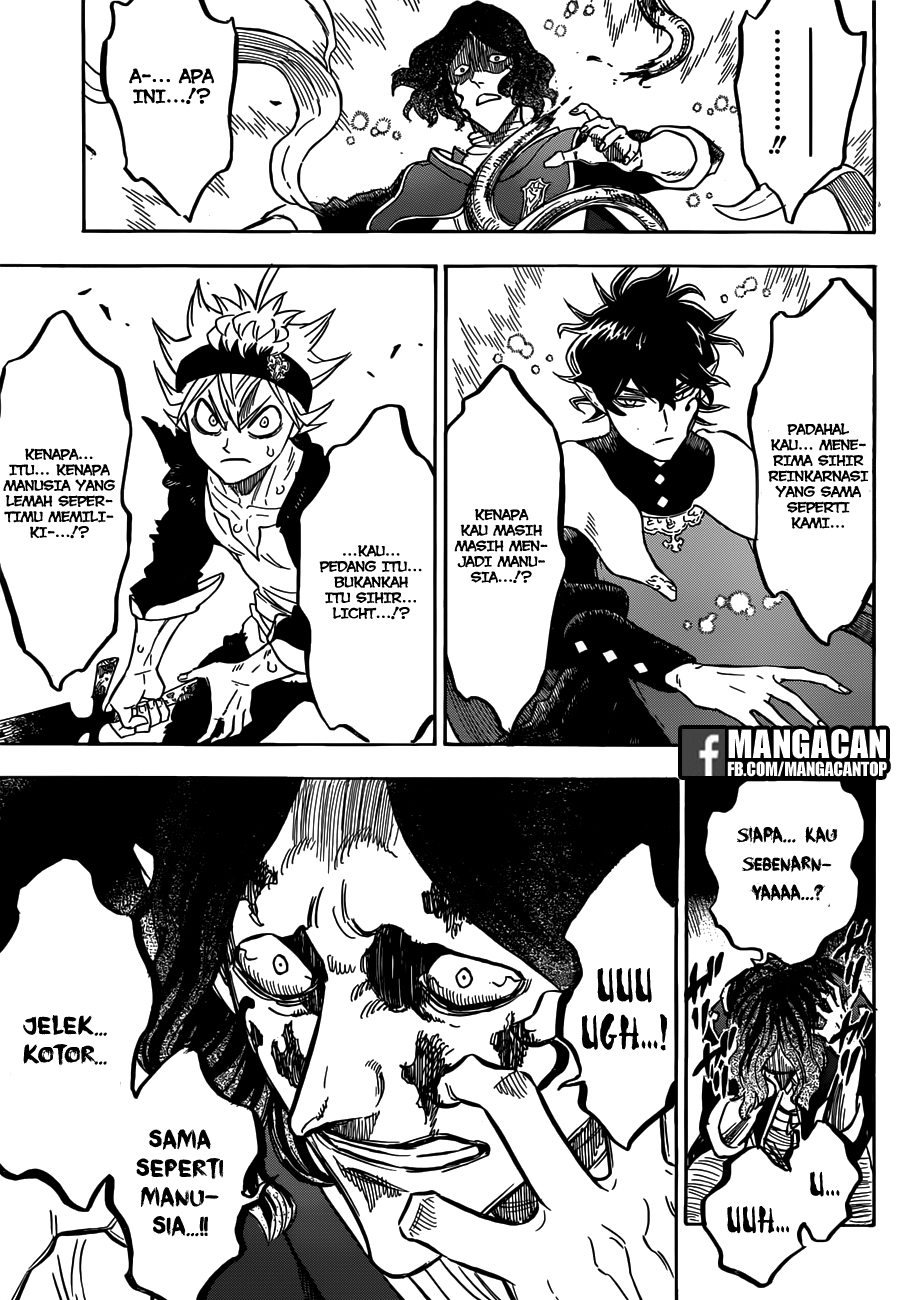 ...........!!
A-... APA
INI...!?
PADAHAL
KAU... MENE-
RIMA SIHIR
REINKARNASI
YANG SAMA
SEPERTI
KAMI...
KENAPA
KAU MASIH
MASIH MEN-
JADI MANU-
SIA...!?
...KAU...
PEDANG ITU...
BUKANKAH
ITU SIHIR...
LICHT...!?
KENAPA...
ITU... KENAPA
MANUSIA YANG
LEMAH SEPER-
TIMU MEMILI-
KI-...!?
f MANGACAN
FB.COM/MANGACANTOP
SIAPA... KAU
SEBENARN-
YAAAA...?
U...
UUH...
UUU
UGH...!
JELEK...
KOTOR...
SAMA
SEPERTI
MANU-
SIA...!!